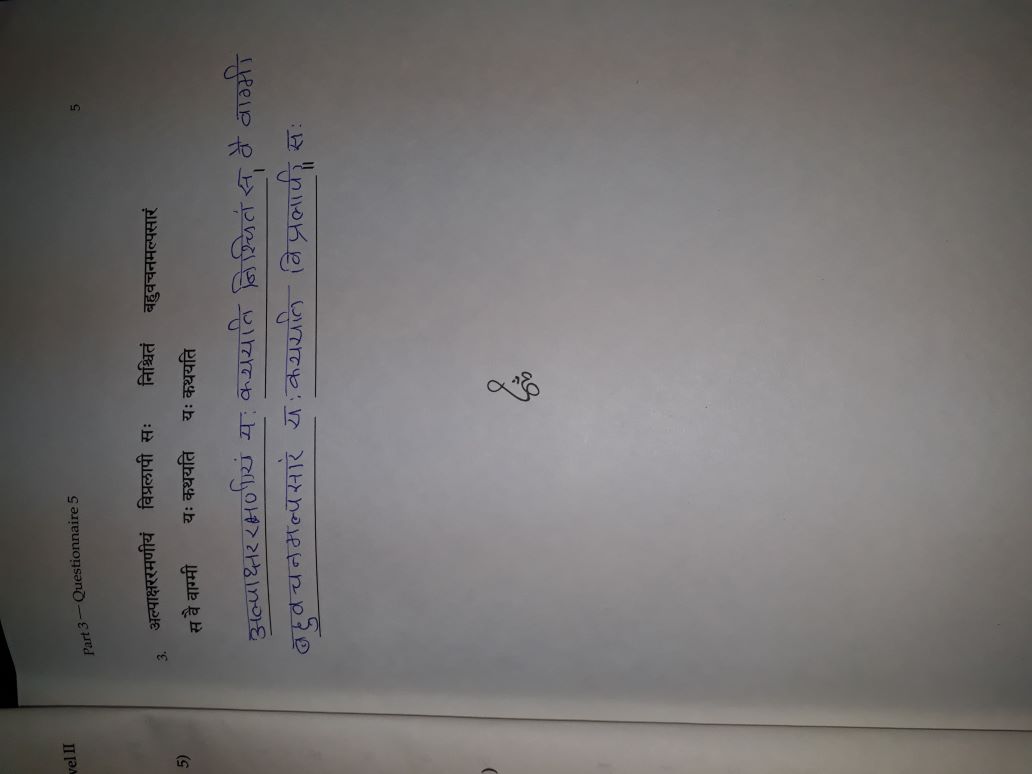 vel II
Part 3 — Questionnaire 5 5
5)
3. अल्पाक्षररमणीयं विप्रलापी सः निश्चितं बहुवचनमल्पसारं
स वै वाग्मी यः कथयति यः कथयति
अल्पाक्षररमणीयं यः कथयति निश्चितं स । वै वाग्मी
बहुवचनमल्पसारं यः कथयति विप्रलापी ॥ सः
)
ॐ